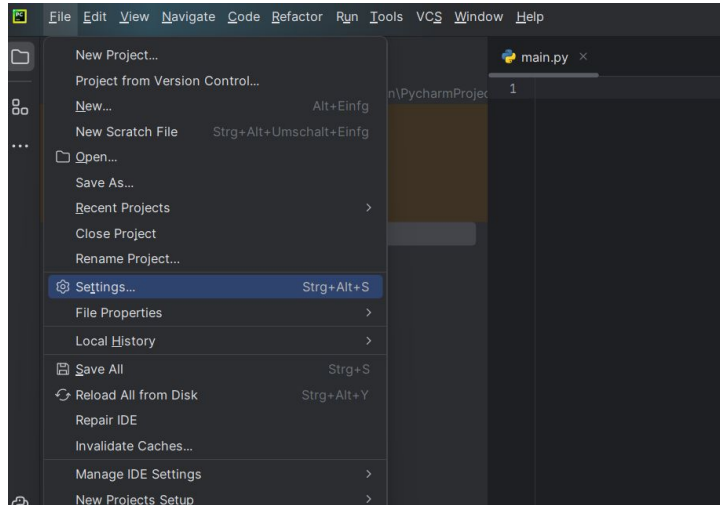 PC File Edit View Navigate Code Refactor Run Tools VCS Window Help
New Project...
Project from Version Control...
New... Alt+Einfg
New Scratch File Strg+Alt+Umschalt+Einfg
Open...
Save As...
Recent Projects
Close Project
Rename Project...
Settings... Strg+Alt+S
File Properties
Local History
Save All Strg+S
Reload All from Disk Strg+Alt+Y
Repair IDE
Invalidate Caches...
Manage IDE Settings
New Projects Setup
n\PycharmProjec
main.py
1